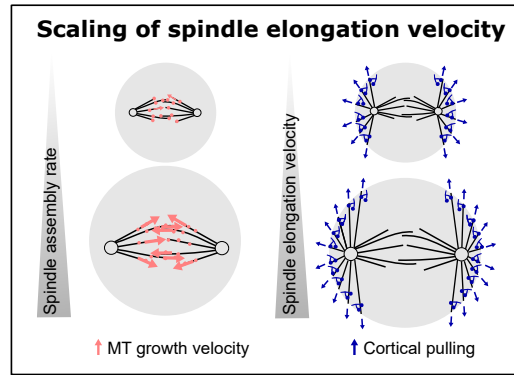 Scaling of spindle elongation velocity
Spindle assembly rate
Spindle elongation velocity
MT growth velocity
Cortical pulling